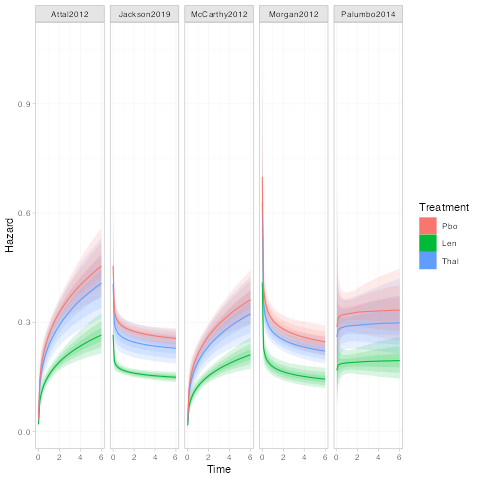 Attal2012 Jackson2019 McCarthy2012 Morgan2012 Palumbo2014
0.9
0.6
0.3
0.0
Hazard
0 2 4 6 0 2 4 6 0 2 4 6 0 2 4 6 0 2 4 6
Time
Treatment
Pbo
Len
Thal